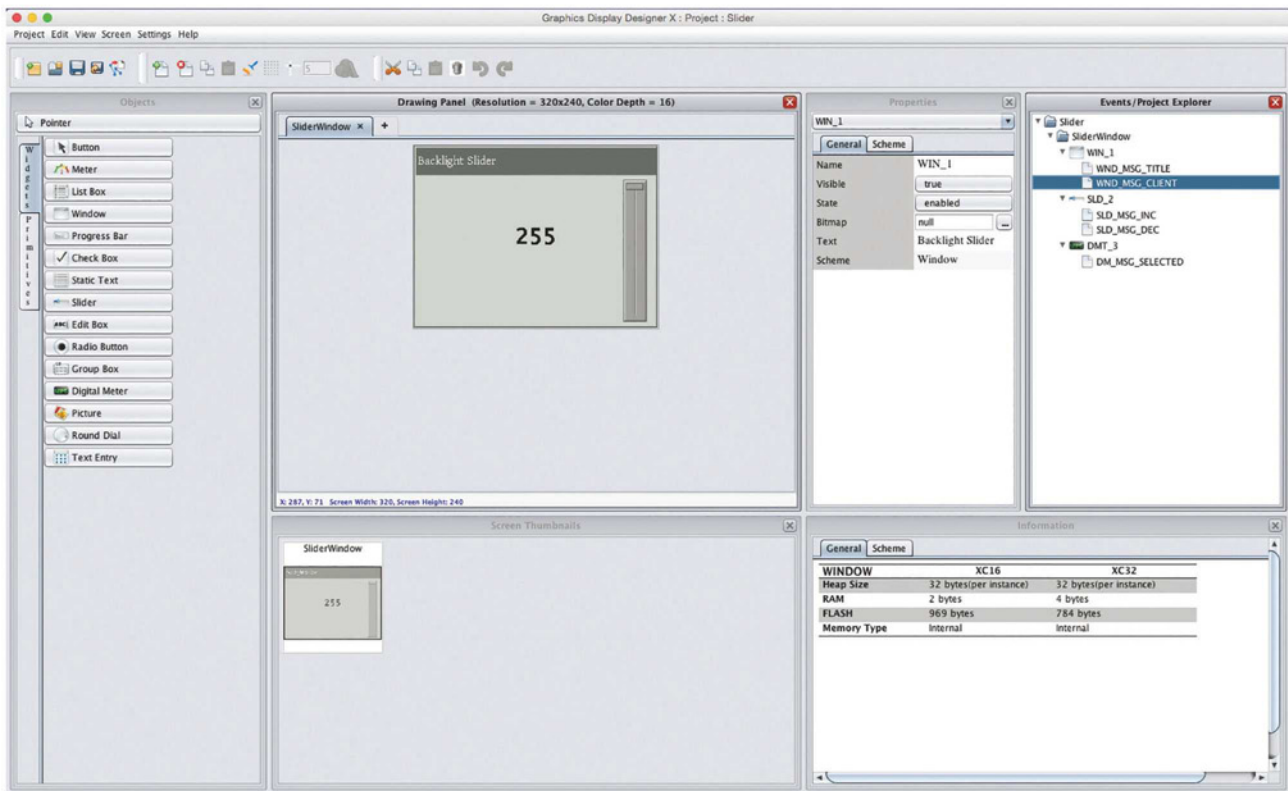 Graphics Display Designer X : Project : Slider
Project Edit View Screen Settings Help
5
Objects
Pointer
Widgets
Primitives
Button
Meter
List Box
Window
Progress Bar
Check Box
Static Text
Slider
ABC Edit Box
Radio Button
Group Box
Digital Meter
Picture
Round Dial
Text Entry
Drawing Panel (Resolution = 320x240, Color Depth = 16)
SliderWindow × +
Backlight Slider
255
X: 287, Y: 71 Screen Width: 320, Screen Height: 240
Screen Thumbnails
SliderWindow
255
Properties
WIN_1
General Scheme
Name WIN_1
Visible true
State enabled
Bitmap null ...
Text Backlight Slider
Scheme Window
Events/Project Explorer
Slider
SliderWindow
WIN_1
WND_MSG_TITLE
WND_MSG_CLIENT
SLD_2
SLD_MSG_INC
SLD_MSG_DEC
DMT_3
DM_MSG_SELECTED
Information
General Scheme
WINDOW XC16 XC32
Heap Size 32 bytes(per instance) 32 bytes(per instance)
RAM 2 bytes 4 bytes
FLASH 969 bytes 784 bytes
Memory Type Internal Internal